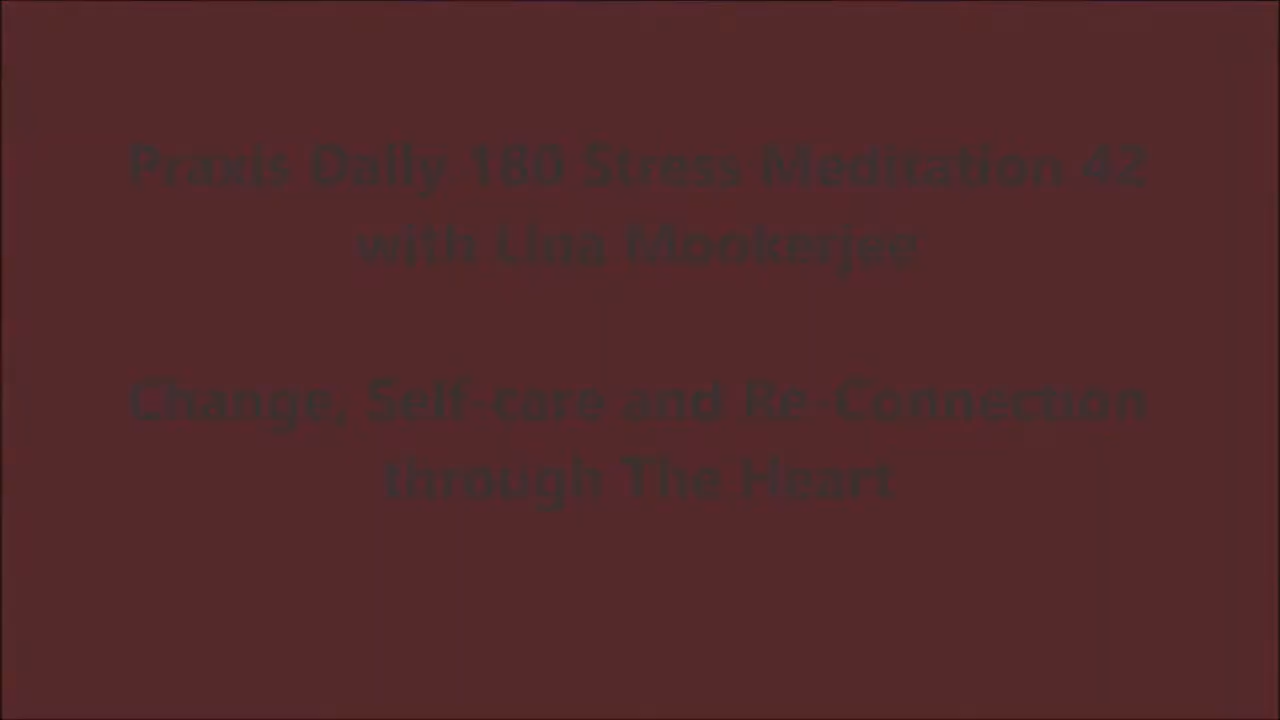 Praxis Daily 180 Stress Meditation 42
with Lina Mookerjee
Change, Self-care and Re-Connection
through The Heart